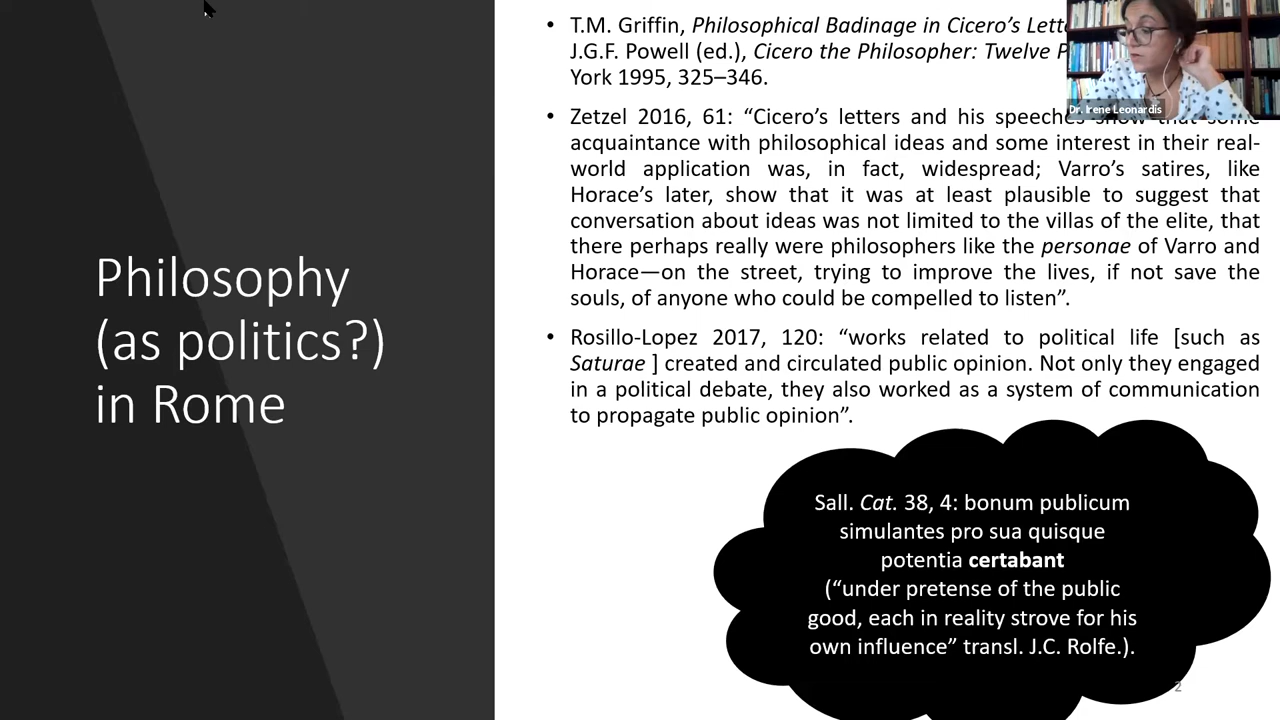 Philosophy
(as politics?)
in Rome
• T.M. Griffin, Philosophical Badinage in Cicero’s
J.G.F. Powell (ed.), Cicero the Philosopher: Twelve
York 1995, 325–346.
• Zetzel 2016, 61: “Cicero’s letters and his speeches show that some
acquaintance with philosophical ideas and some interest in their real-
world application was, in fact, widespread; Varro’s satires, like
Horace’s later, show that it was at least plausible to suggest that
conversation about ideas was not limited to the villas of the elite, that
there perhaps really were philosophers like the personae of Varro and
Horace—on the street, trying to improve the lives, if not save the
souls, of anyone who could be compelled to listen”.
• Rosillo-Lopez 2017, 120: “works related to political life [such as
Saturae ] created and circulated public opinion. Not only they engaged
in a political debate, they also worked as a system of communication
to propagate public opinion”.
Sall. Cat. 38, 4: bonum publicum
simulantes pro sua quisque
potentia certabant
(“under pretense of the public
good, each in reality strove for his
own influence” transl. J.C. Rolfe.).
2
Dr. Irene Leonardis